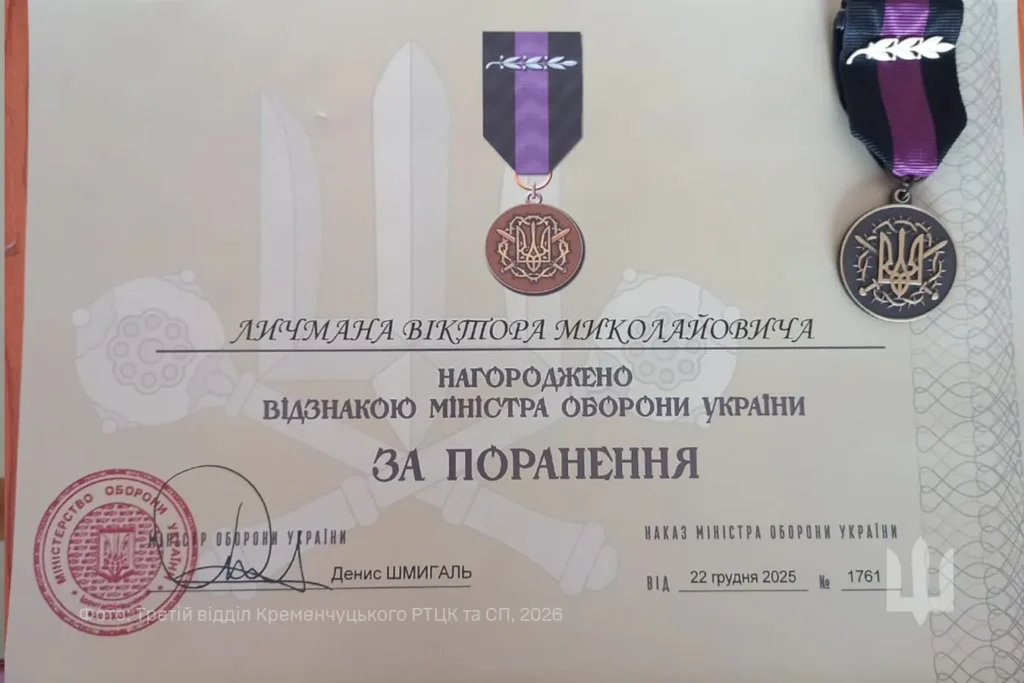 ЛИЧМАНА ВІКТОРА МИКОЛАЙОВИЧА
НАГОРОДЖЕНО
ВІДЗНАКОЮ МІНІСТРА ОБОРОНИ УКРАЇНИ
ЗА ПОРАНЕННЯ
МІНІСТЕРСТВО ОБОРОНИ УКРАЇНИ
МІНІСТР ОБОРОНИ УКРАЇНИ
Денис ШМИГАЛЬ
НАКАЗ МІНІСТРА ОБОРОНИ УКРАЇНИ
ВІД 22 грудня 2025 № 1761
Фото: Третій відділ Кременчуцького РТЦК та СП, 2026